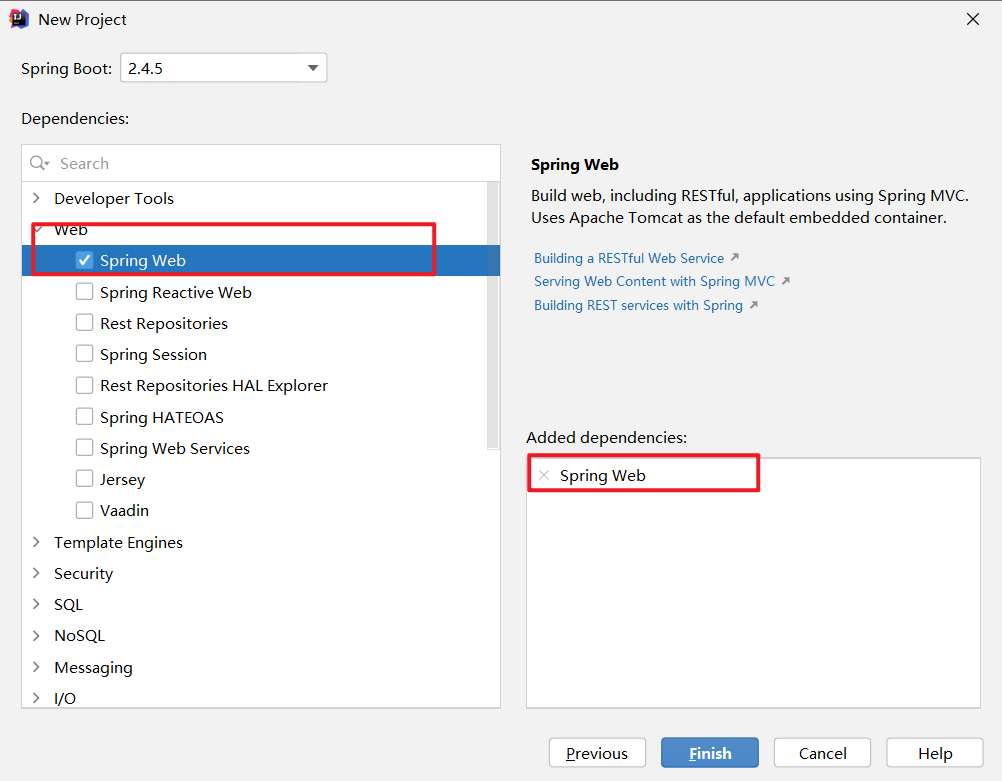 New Project
Spring Boot: 2.4.5
Dependencies:
Search
Developer Tools
Web
Spring Web
Spring Reactive Web
Rest Repositories
Spring Session
Rest Repositories HAL Explorer
Spring HATEOAS
Spring Web Services
Jersey
Vaadin
Template Engines
Security
SQL
NoSQL
Messaging
I/O
Spring Web
Build web, including RESTful, applications using Spring MVC.
Uses Apache Tomcat as the default embedded container.
Building a RESTful Web Service
Serving Web Content with Spring MVC
Building REST services with Spring
Added dependencies:
Spring Web
Previous Finish Cancel Help